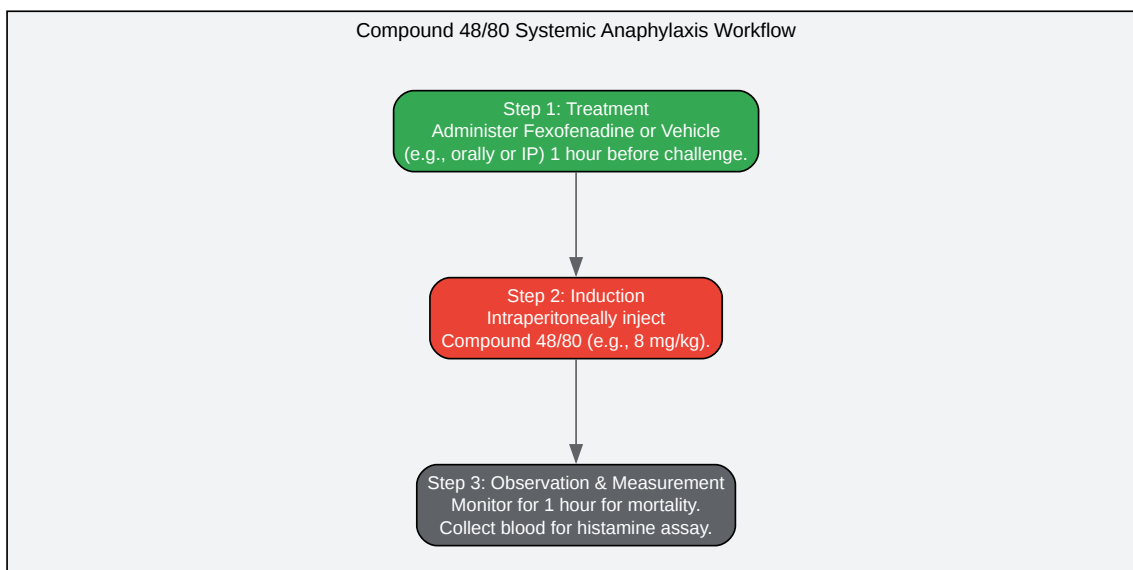 Compound 48/80 Systemic Anaphylaxis Workflow
Step 1: Treatment
Administer Fexofenadine or Vehicle
(e.g., orally or IP) 1 hour before challenge.
Step 2: Induction
Intraperitoneally inject
Compound 48/80 (e.g., 8 mg/kg).
Step 3: Observation & Measurement
Monitor for 1 hour for mortality.
Collect blood for histamine assay.